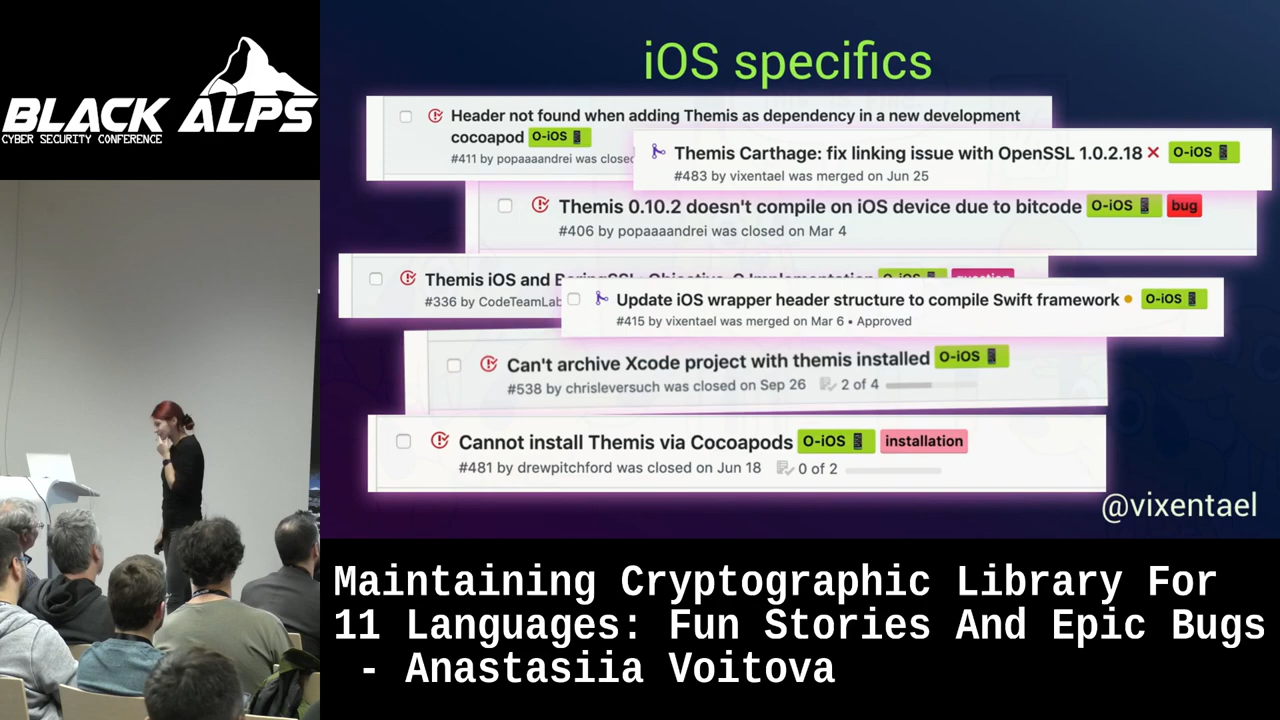 BLACK ALPS
CYBER SECURITY CONFERENCE
iOS specifics
Header not found when adding Themis as dependency in a new development
cocoapod O-iOS
#411 by popaaaandrei was closed
Themis Carthage: fix linking issue with OpenSSL 1.0.2.18 O-iOS
#483 by vixentael was merged on Jun 25
Themis 0.10.2 doesn't compile on iOS device due to bitcode O-iOS bug
#406 by popaaaandrei was closed on Mar 4
Themis iOS and BoringSSL: Objective-C Implementation O-iOS question
#336 by CodeTeamLab
Update iOS wrapper header structure to compile Swift framework O-iOS
#415 by vixentael was merged on Mar 6 • Approved
Can't archive Xcode project with themis installed O-iOS
#538 by chrisleversuch was closed on Sep 26 2 of 4
Cannot install Themis via Cocoapods O-iOS installation
#481 by drewpitchford was closed on Jun 18 0 of 2
@vixentael
Maintaining Cryptographic Library For
11 Languages: Fun Stories And Epic Bugs
- Anastasiia Voitova